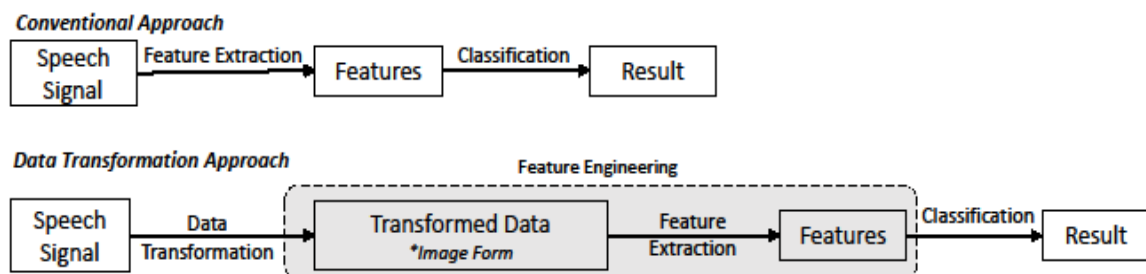 Conventional Approach
Speech
Signal
Feature Extraction
Features
Classification
Result
Data Transformation Approach
Feature Engineering
Speech
Signal
Data
Transformation
Transformed Data
*Image Form
Feature
Extraction
Features
Classification
Result